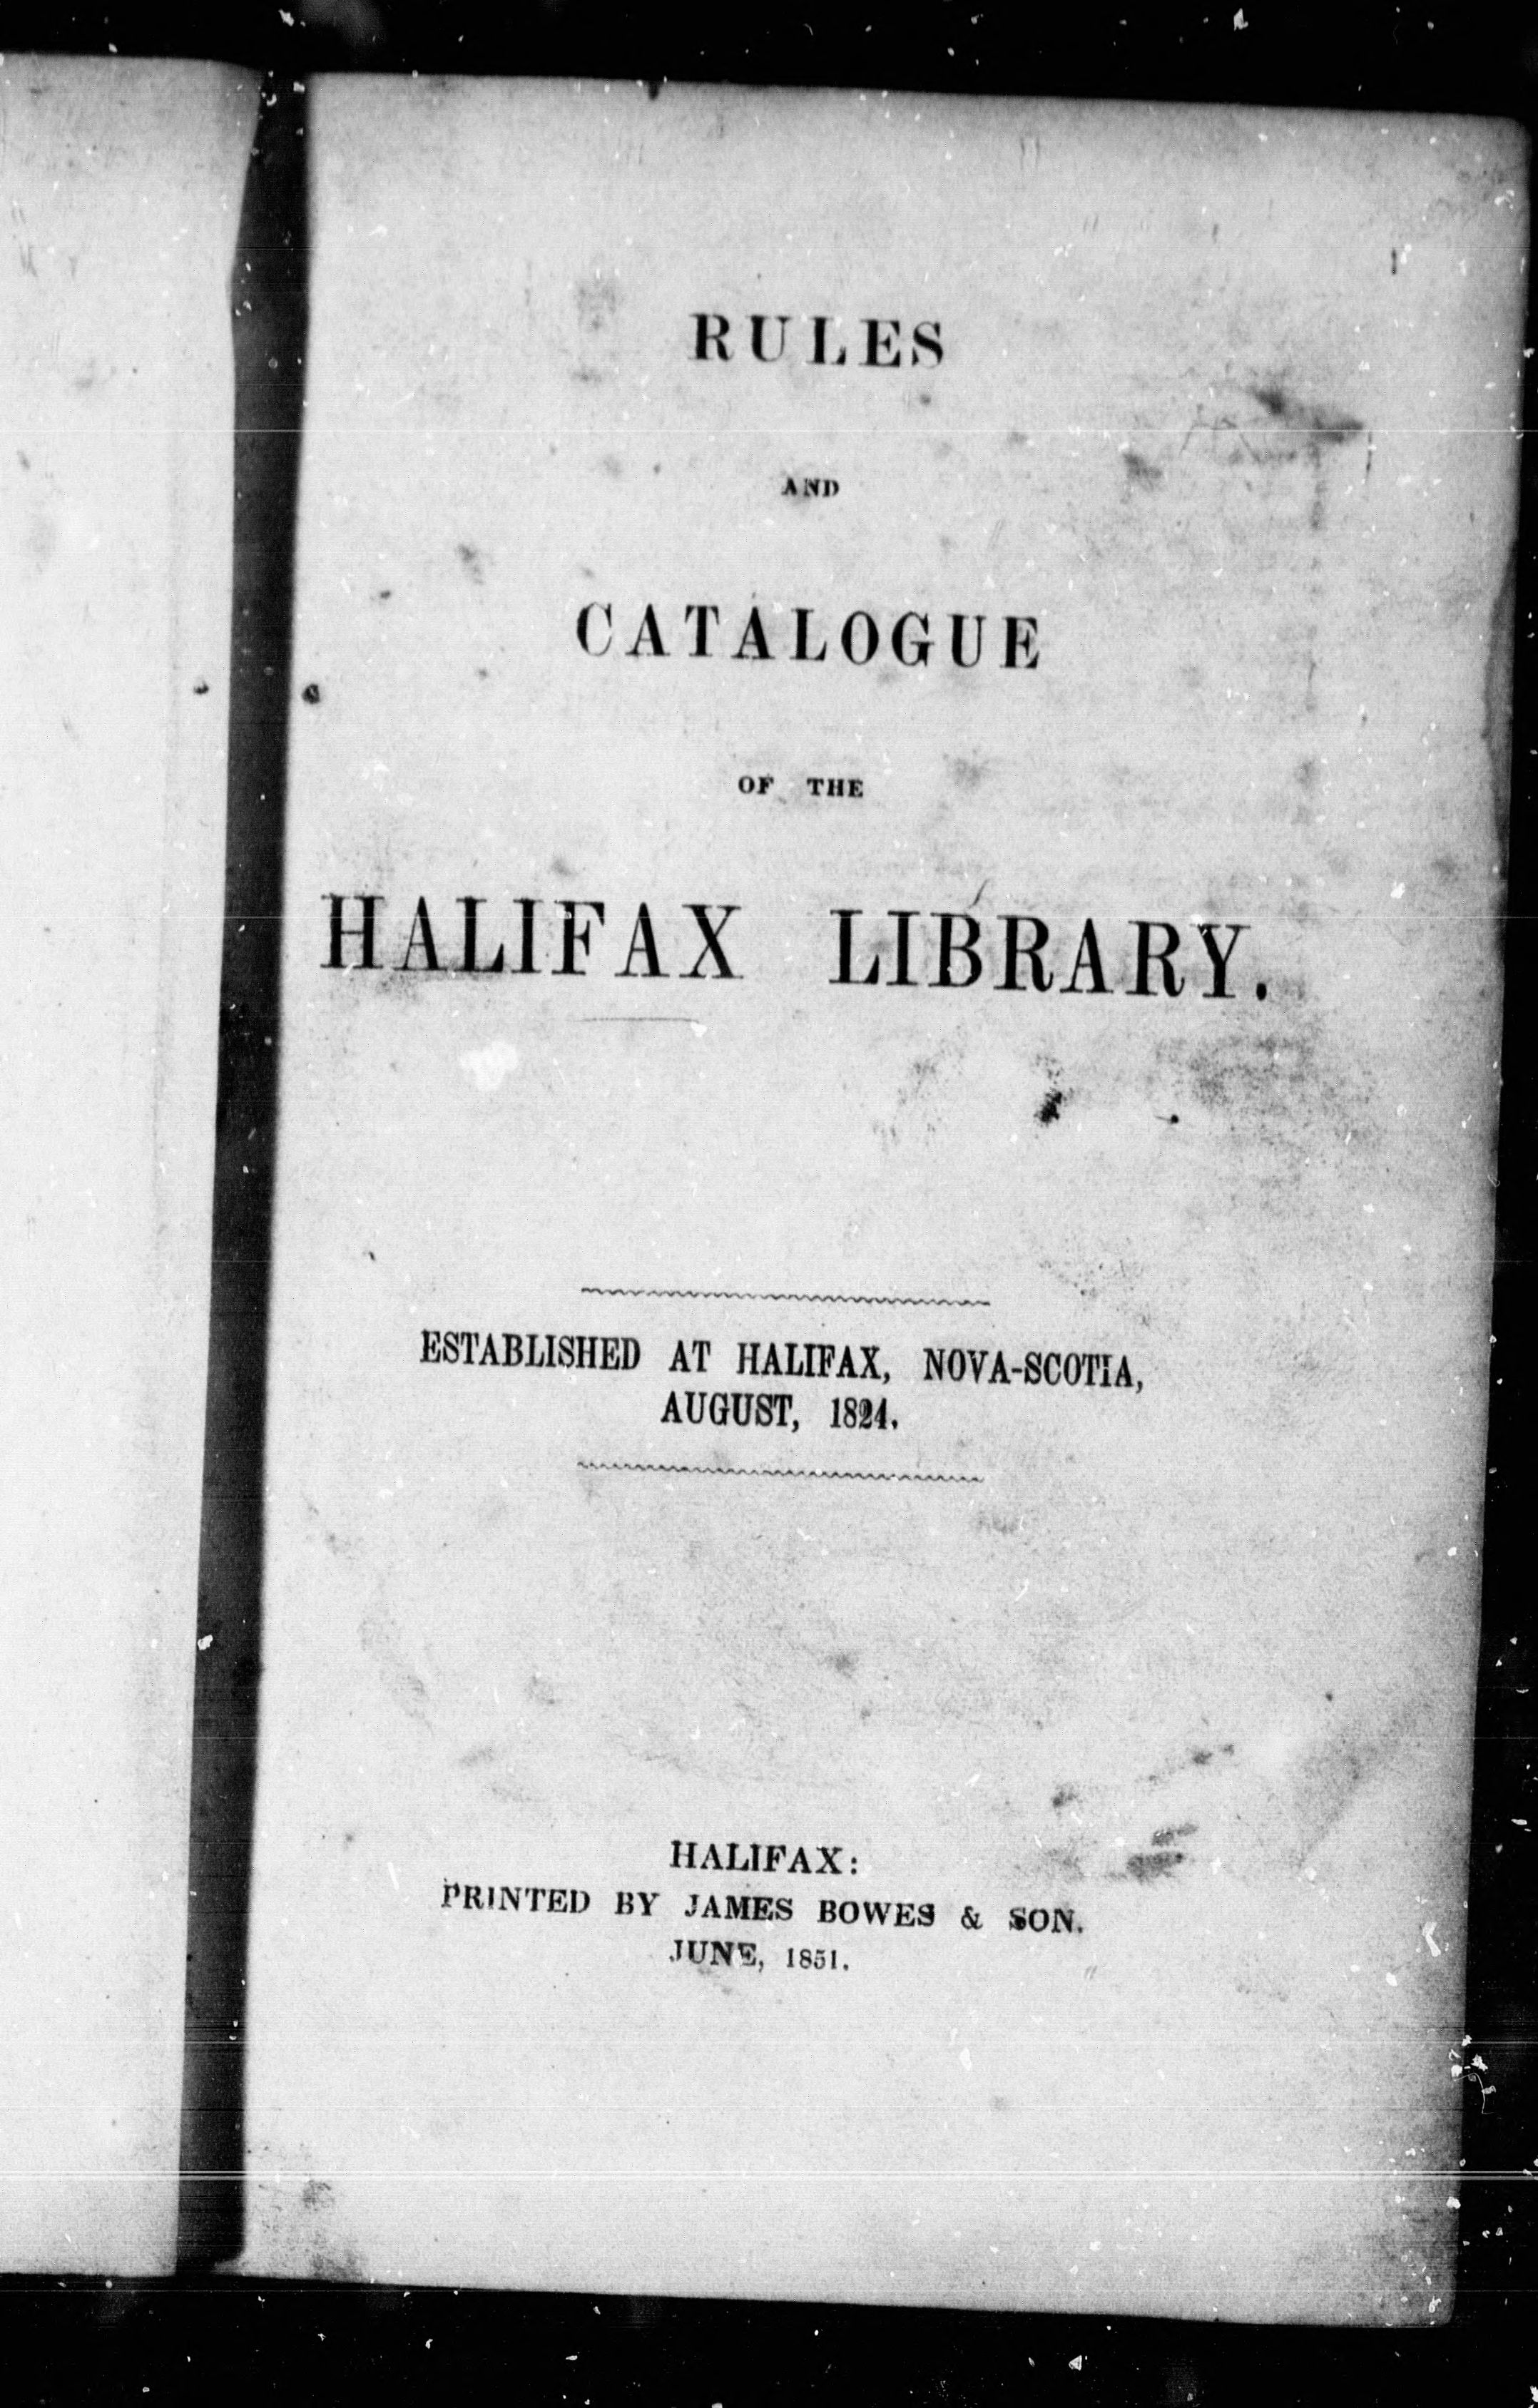 RULES
AND
CATALOGUE
OF THE
HALIFAX LIBRARY.
ESTABLISHED AT HALIFAX, NOVA-SCOTIA,
AUGUST, 1824.
HALIFAX:
PRINTED BY JAMES BOWES & SON.
JUNE, 1851.